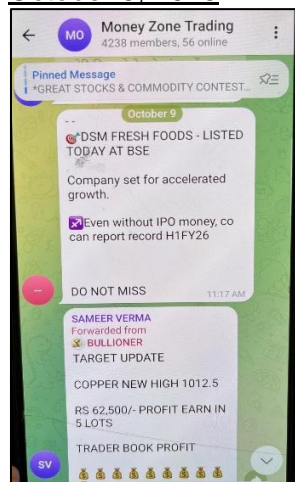 MO
Money Zone Trading
4238 members, 56 online
Pinned Message
*GREAT STOCKS & COMMODITY CONTEST...
October 9
--
🎯DSM FRESH FOODS - LISTED
TODAY AT BSE
Company set for accelerated
growth.
♐Even without IPO money, co
can report record H1FY26
DO NOT MISS
11:17 AM
--
SAMEER VERMA
Forwarded from
BULLIONER
TARGET UPDATE
COPPER NEW HIGH 1012.5
RS 62,500/- PROFIT EARN IN
5 LOTS
TRADER BOOK PROFIT
💰💰💰💰💰💰💰💰💰
SV